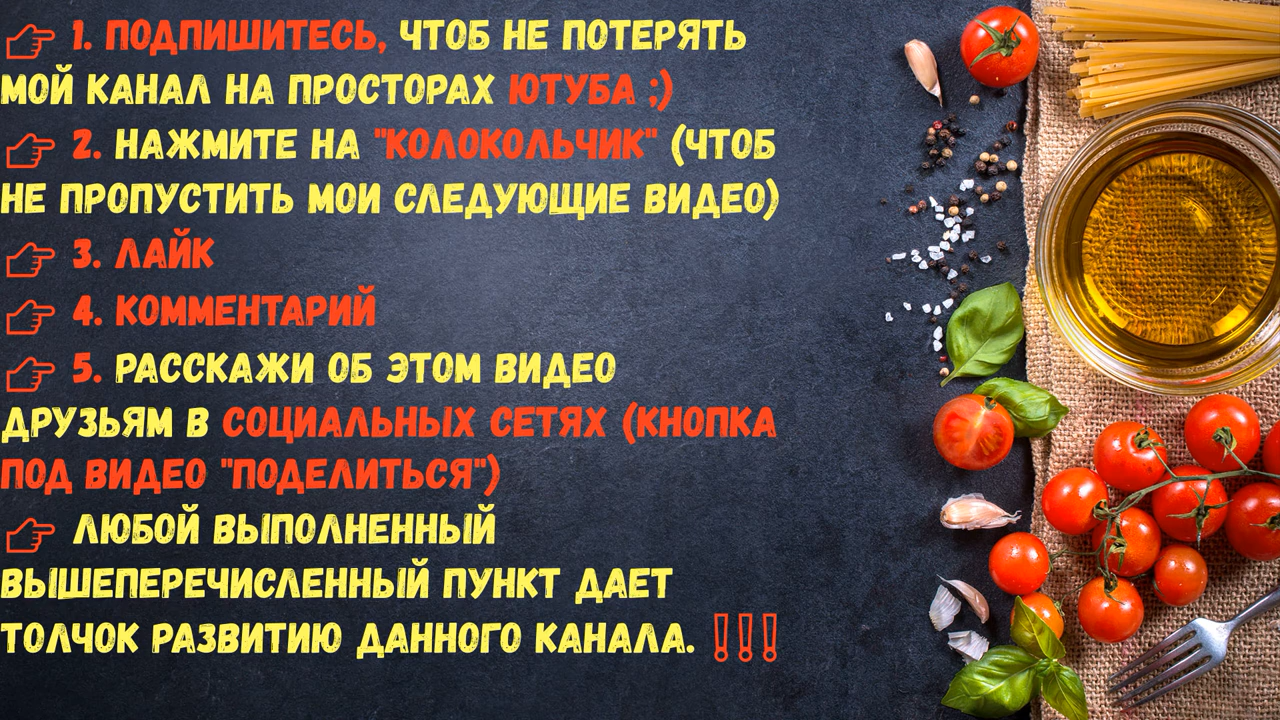 👉 1. ПОДПИШИТЕСЬ, ЧТОБ НЕ ПОТЕРЯТЬ
МОЙ КАНАЛ НА ПРОСТОРАХ ЮТУБА ;)
👉 2. НАЖМИТЕ НА "КОЛОКОЛЬЧИК" (ЧТОБ
НЕ ПРОПУСТИТЬ МОИ СЛЕДУЮЩИЕ ВИДЕО)
👉 3. ЛАЙК
👉 4. КОММЕНТАРИЙ
👉 5. РАССКАЖИ ОБ ЭТОМ ВИДЕО
ДРУЗЬЯМ В СОЦИАЛЬНЫХ СЕТЯХ (КНОПКА
ПОД ВИДЕО "ПОДЕЛИТЬСЯ")
👉 ЛЮБОЙ ВЫПОЛНЕННЫЙ
ВЫШЕПЕРЕЧИСЛЕННЫЙ ПУНКТ ДАЕТ
ТОЛЧОК РАЗВИТИЮ ДАННОГО КАНАЛА. ❗❗❗